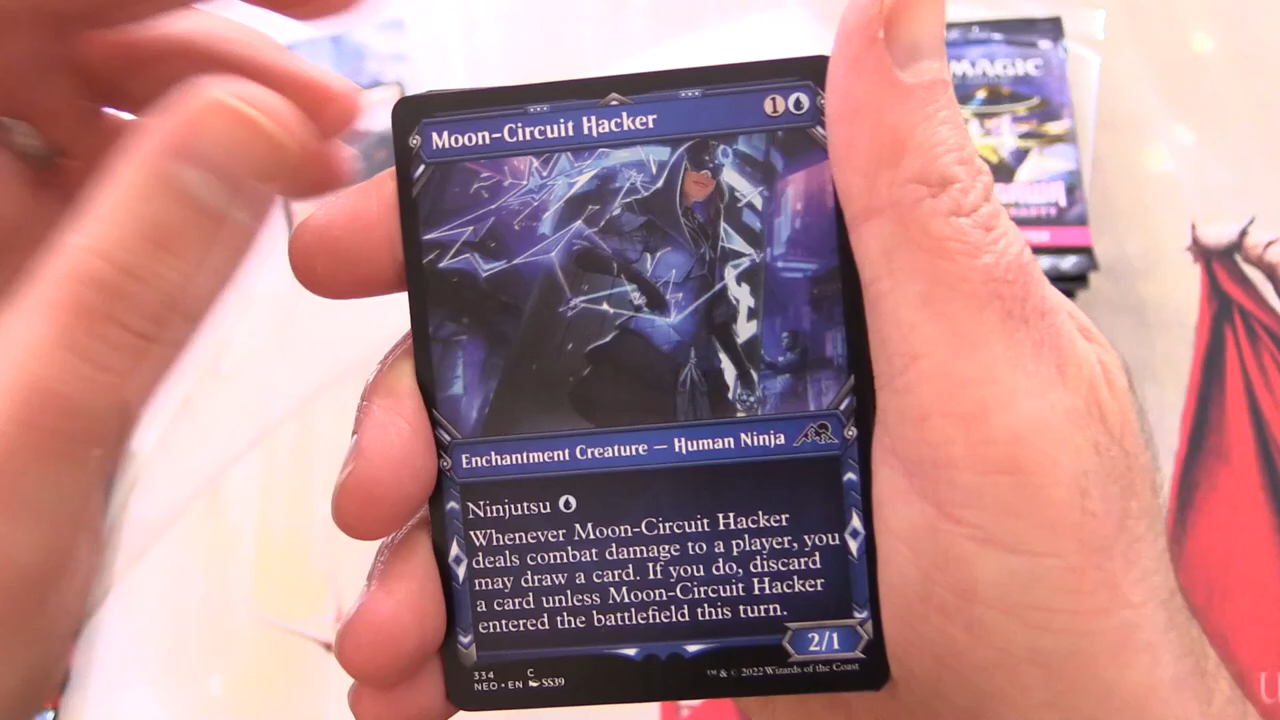 MAGIC
Moon-Circuit Hacker
1
Enchantment Creature — Human Ninja
Ninjutsu
Whenever Moon-Circuit Hacker
deals combat damage to a player, you
may draw a card. If you do, discard
a card unless Moon-Circuit Hacker
entered the battlefield this turn.
2/1
334 C
NEO • EN SS39
™ & © 2022 Wizards of the Coast